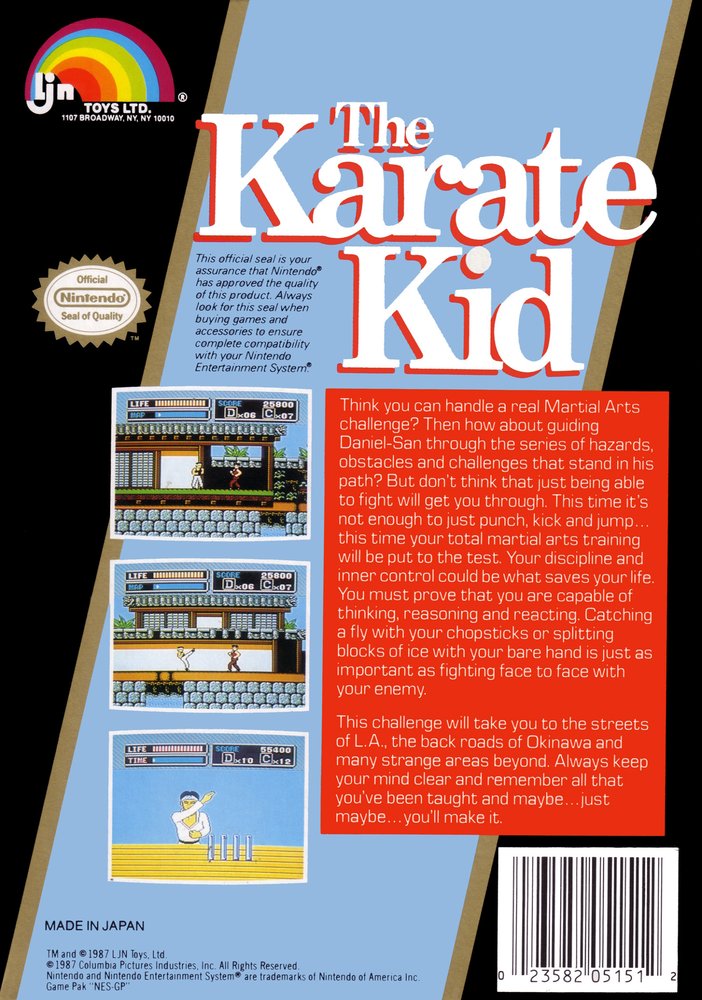 LJN
TOYS LTD. ®
1107 BROADWAY, NY, NY 10010
The
Karate
Kid
Official
Nintendo®
Seal of Quality
TM
This official seal is your
assurance that Nintendo®
has approved the quality
of this product. Always
look for this seal when
buying games and
accessories to ensure
complete compatibility
with your Nintendo
Entertainment System®.
LIFE SCORE 25800
MAP D×06 C×07
LIFE SCORE 25800
MAP D×06 C×07
LIFE SCORE 55400
TIME D×10 C×12
Think you can handle a real Martial Arts
challenge? Then how about guiding
Daniel-San through the series of hazards,
obstacles and challenges that stand in his
path? But don't think that just being able
to fight will get you through. This time it's
not enough to just punch, kick and jump...
this time your total martial arts training
will be put to the test. Your discipline and
inner control could be what saves your life.
You must prove that you are capable of
thinking, reasoning and reacting. Catching
a fly with your chopsticks or splitting
blocks of ice with your bare hand is just as
important as fighting face to face with
your enemy.
This challenge will take you to the streets
of L.A., the back roads of Okinawa and
many strange areas beyond. Always keep
your mind clear and remember all that
you've been taught and maybe...just
maybe...you'll make it.
MADE IN JAPAN
TM and © 1987 LJN Toys, Ltd.
© 1987 Columbia Pictures Industries, Inc. All Rights Reserved.
Nintendo and Nintendo Entertainment System® are trademarks of Nintendo of America Inc.
Game Pak "NES-GP"
0 23582 05151 2